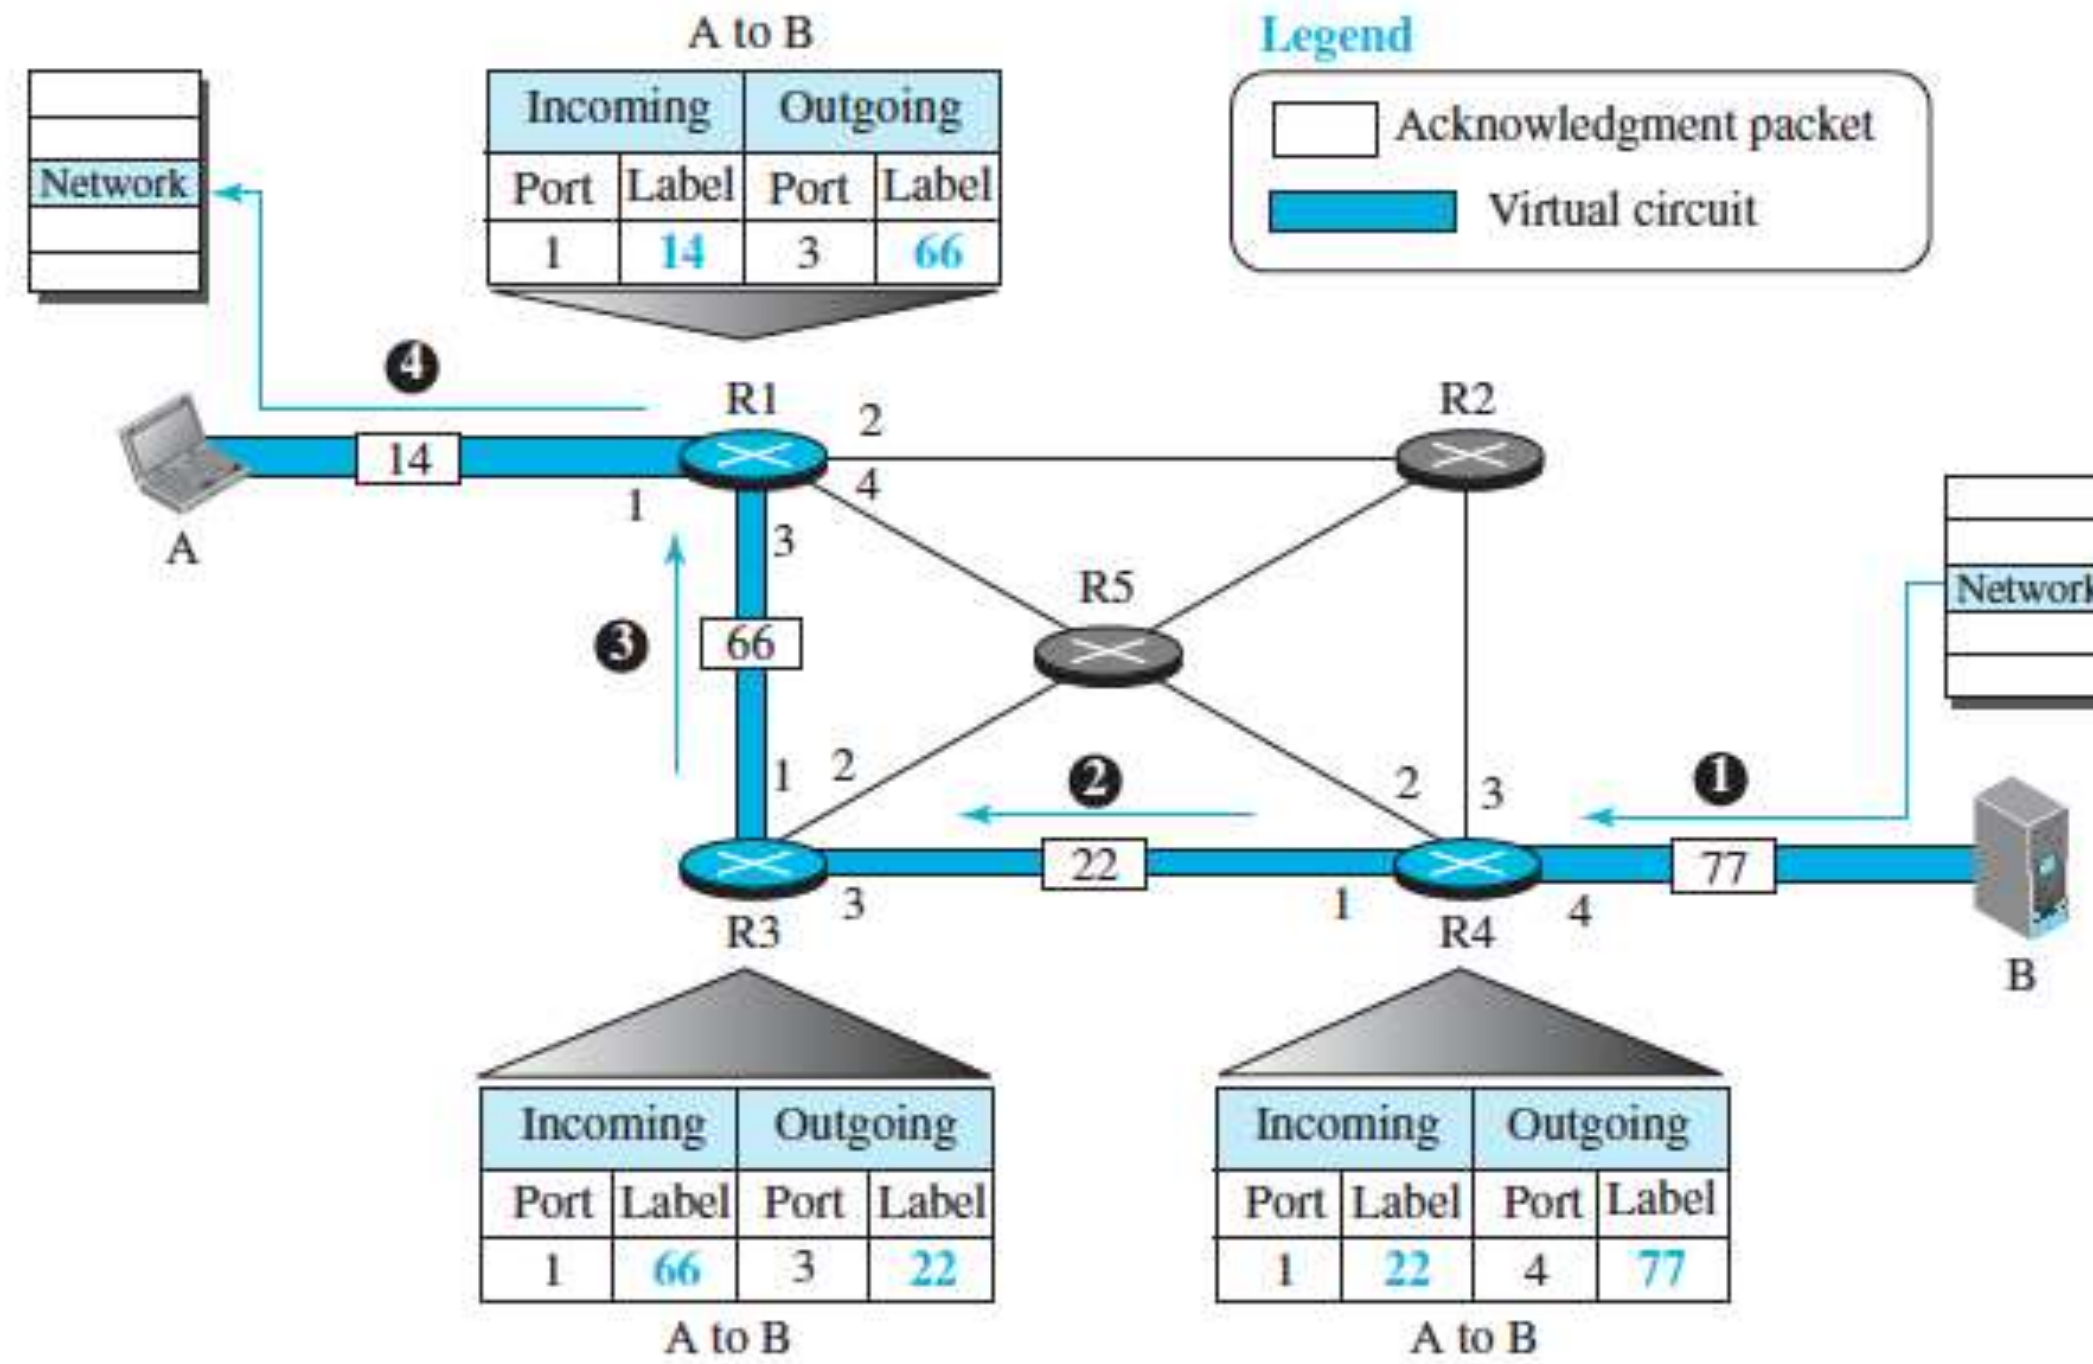 A to B
Incoming Outgoing
Port Label Port Label
1 14 3 66
Legend
Acknowledgment packet
Virtual circuit
Network
4
R1
2
R2
14
4
1
3
A
R5
Network
3
66
1
2
2
2
3
1
22
77
3
1
4
R3
R4
B
Incoming Outgoing
Port Label Port Label
1 66 3 22
A to B
Incoming Outgoing
Port Label Port Label
1 22 4 77
A to B